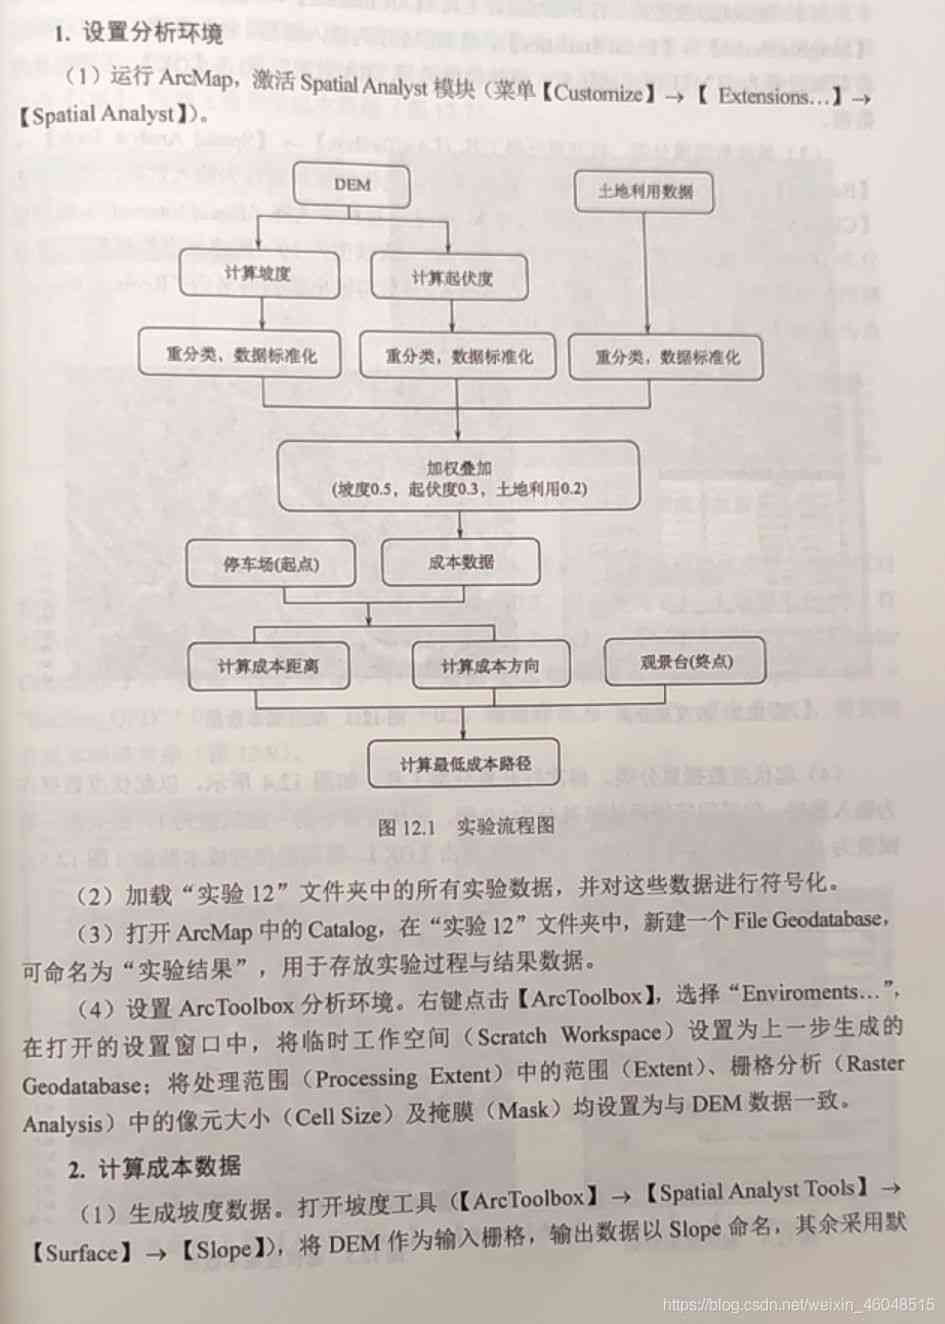 1. 设置分析环境
（1）运行 ArcMap，激活 Spatial Analyst 模块（菜单【Customize】→【 Extensions…】→
【Spatial Analyst】）。
DEM
土地利用数据
计算坡度
计算起伏度
重分类，数据标准化
重分类，数据标准化
重分类，数据标准化
加权叠加
(坡度0.5，起伏度0.3，土地利用0.2)
停车场(起点)
成本数据
计算成本距离
计算成本方向
观景台(终点)
计算最低成本路径
图 12.1 实验流程图
（2）加载“实验 12”文件夹中的所有实验数据，并对这些数据进行符号化。
（3）打开 ArcMap 中的 Catalog，在“实验 12”文件夹中，新建一个 File Geodatabase，
可命名为“实验结果”，用于存放实验过程与结果数据。
（4）设置 ArcToolbox 分析环境。右键点击【ArcToolbox】，选择“Enviroments…”，
在打开的设置窗口中，将临时工作空间（Scratch Workspace）设置为上一步生成的
Geodatabase；将处理范围（Processing Extent）中的范围（Extent）、栅格分析（Raster
Analysis）中的像元大小（Cell Size）及掩膜（Mask）均设置为与 DEM 数据一致。
2. 计算成本数据
（1）生成坡度数据。打开坡度工具（【ArcToolbox】→【Spatial Analyst Tools】→
【Surface】→【Slope】），将 DEM 作为输入栅格，输出数据以 Slope 命名，其余采用默
https://blog.csdn.net/weixin_46048515